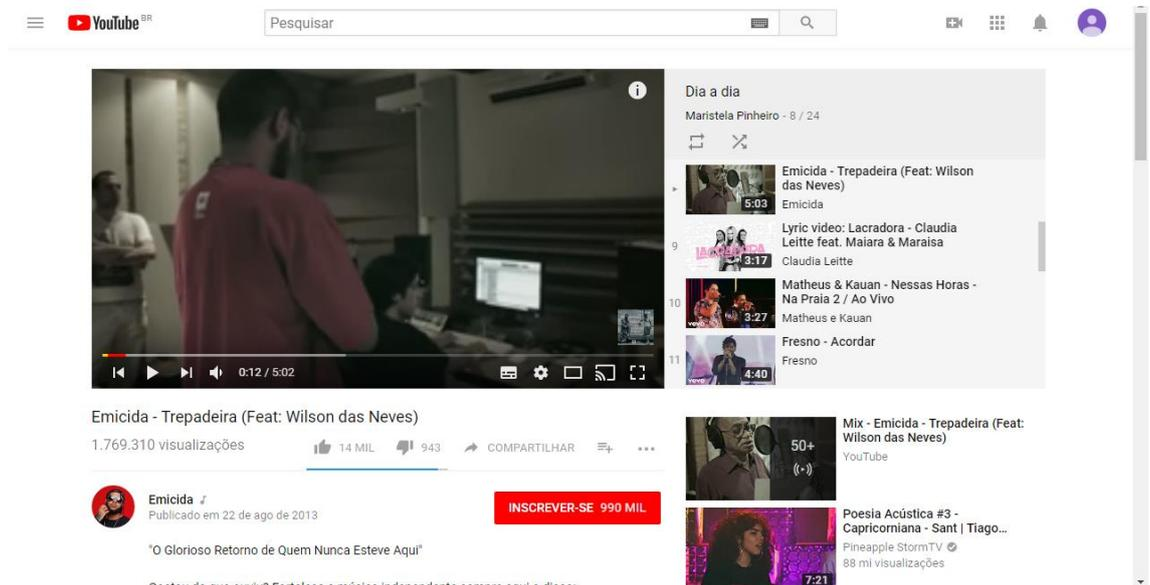 YouTube BR
Pesquisar
Dia a dia
Maristela Pinheiro - 8 / 24
Emicida - Trepadeira (Feat: Wilson
das Neves)
Emicida
5:03
9
Lyric video: Lacradora - Claudia
Leitte feat. Maiara & Maraisa
Claudia Leitte
LACRADORA
3:17
10
Matheus & Kauan - Nessas Horas -
Na Praia 2 / Ao Vivo
Matheus e Kauan
vevo
3:27
11
Fresno - Acordar
Fresno
vevo
4:40
0:12 / 5:02
Emicida - Trepadeira (Feat: Wilson das Neves)
1.769.310 visualizações
14 MIL
943
COMPARTILHAR
Emicida
Publicado em 22 de ago de 2013
INSCREVER-SE 990 MIL
"O Glorioso Retorno de Quem Nunca Esteve Aqui"
50+
Mix - Emicida - Trepadeira (Feat:
Wilson das Neves)
YouTube
Poesia Acústica #3 -
Capricorniana - Sant | Tiago...
Pineapple StormTV
88 mi visualizações
7:21